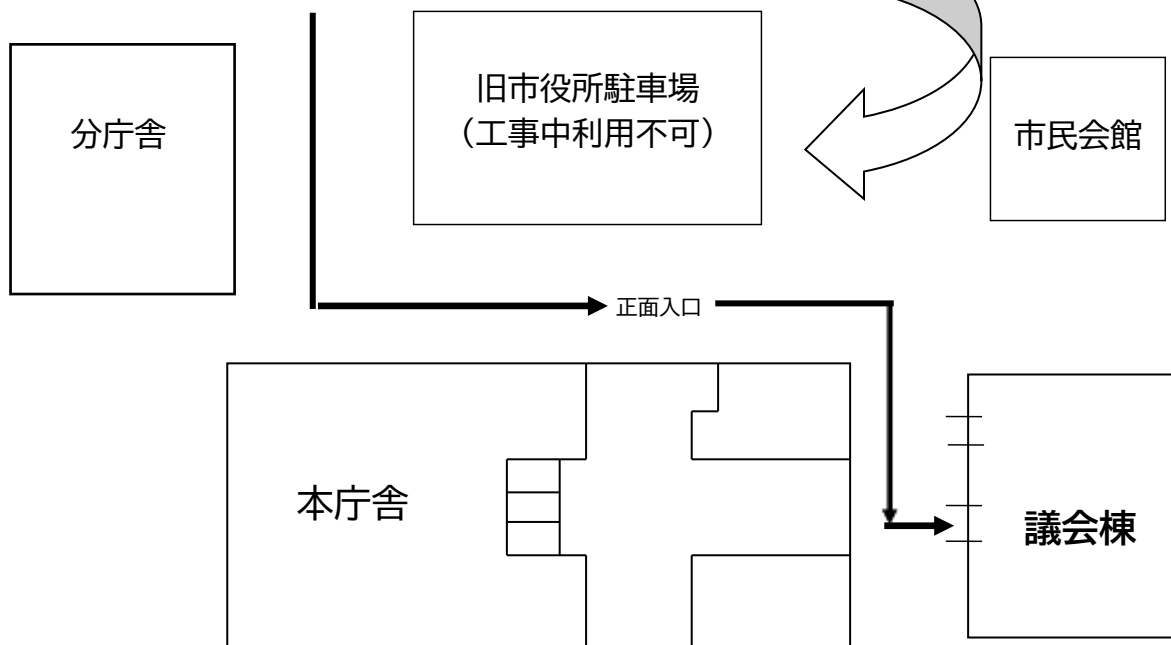 旧市役所駐車場
（工事中利用不可）
分庁舎
市民会館
正面入口
本庁舎
議会棟